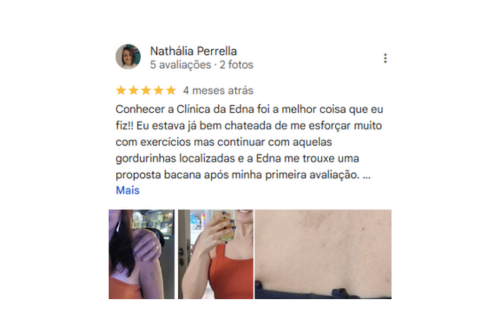 Nathália Perrella
5 avaliações · 2 fotos
4 meses atrás
Conhecer a Clínica da Edna foi a melhor coisa que eu
fiz!! Eu estava já bem chateada de me esforçar muito
com exercícios mas continuar com aquelas
gordurinhas localizadas e a Edna me trouxe uma
proposta bacana após minha primeira avaliação. ...
Mais